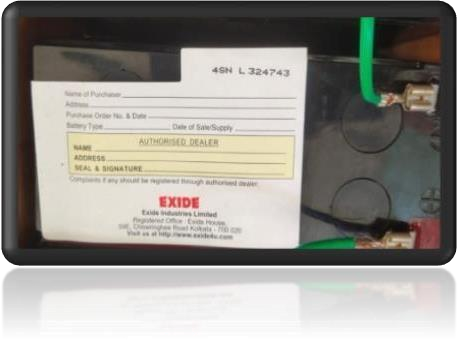 4SN L 324743
Name of Purchaser
Address
Purchase Order No. & Date
Battery Type Date of Sale/Supply
AUTHORISED DEALER
NAME
ADDRESS
SEAL & SIGNATURE
Complaints if any should be registered through authorised dealer.
EXIDE
Exide Industries Limited
Registered Office : Exide House,
59E, Chowringhee Road Kolkata - 700 020
Visit us at http://www.exide4u.com